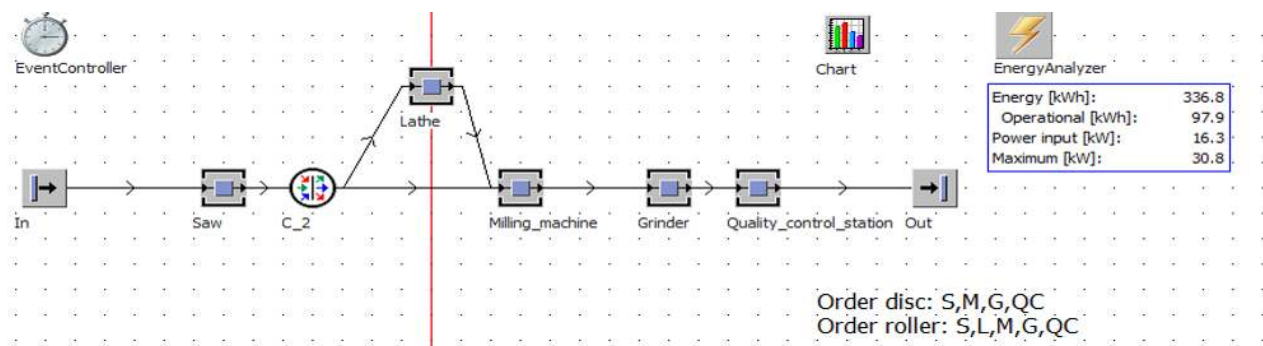 EventController
Chart
EnergyAnalyzer
Energy [kWh]: 336.8
Operational [kWh]: 97.9
Power input [kW]: 16.3
Maximum [kW]: 30.8
Lathe
In
Saw
C_2
Milling_machine
Grinder
Quality_control_station
Out
Order disc: S,M,G,QC
Order roller: S,L,M,G,QC